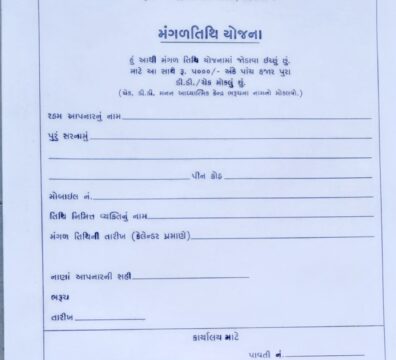 મંગળતિથિ યોજના
હું આથી મંગળ તિથિ યોજનામાં જોડાવા ઈચ્છું છું.
માટે આ સાથે રૂ. ૫૦૦૦/- અંકે પાંચ હજાર પુરા
ડી.ડી./ચેક મોકલું છું.
(ચેક, ડી.ડી. મનન આધ્યાત્મિક કેન્દ્ર ભરૂચના નામનો મોકલવો.)
રકમ આપનારનું નામ
પુરૂં સરનામું
પીન કોડ
મોબાઈલ નં.
તિથિ નિમિત્ત વ્યક્તિનું નામ
મંગળ તિથિની તારીખ (કેલેન્ડર પ્રમાણે)
નાણાં આપનારની સહી
ભરૂચ
તારીખ
કાર્યાલય માટે
પાવતી નં.